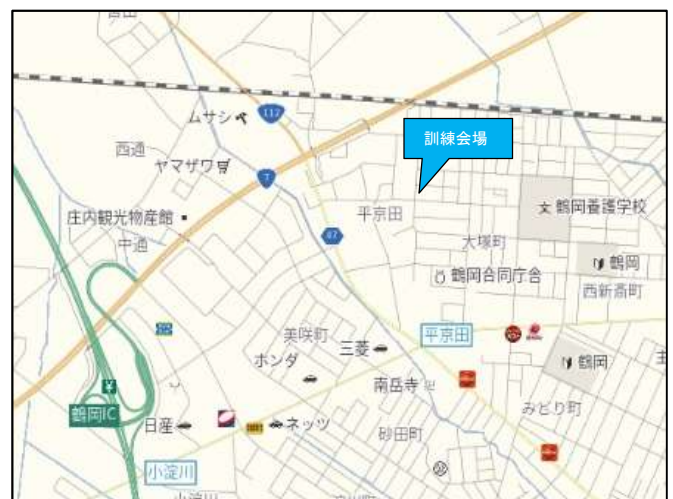 112
ムサシ
訓練会場
西通
ヤマザワ
7
庄内観光物産館
中通
平京田
文 鶴岡養護学校
47
大塚町
鶴岡
鶴岡合同庁舎
西新斎町
美咲町
三菱
平京田
ホンダ
鶴岡
南岳寺
鶴岡IC
みどり町
日産
ネッツ
砂田町
小淀川